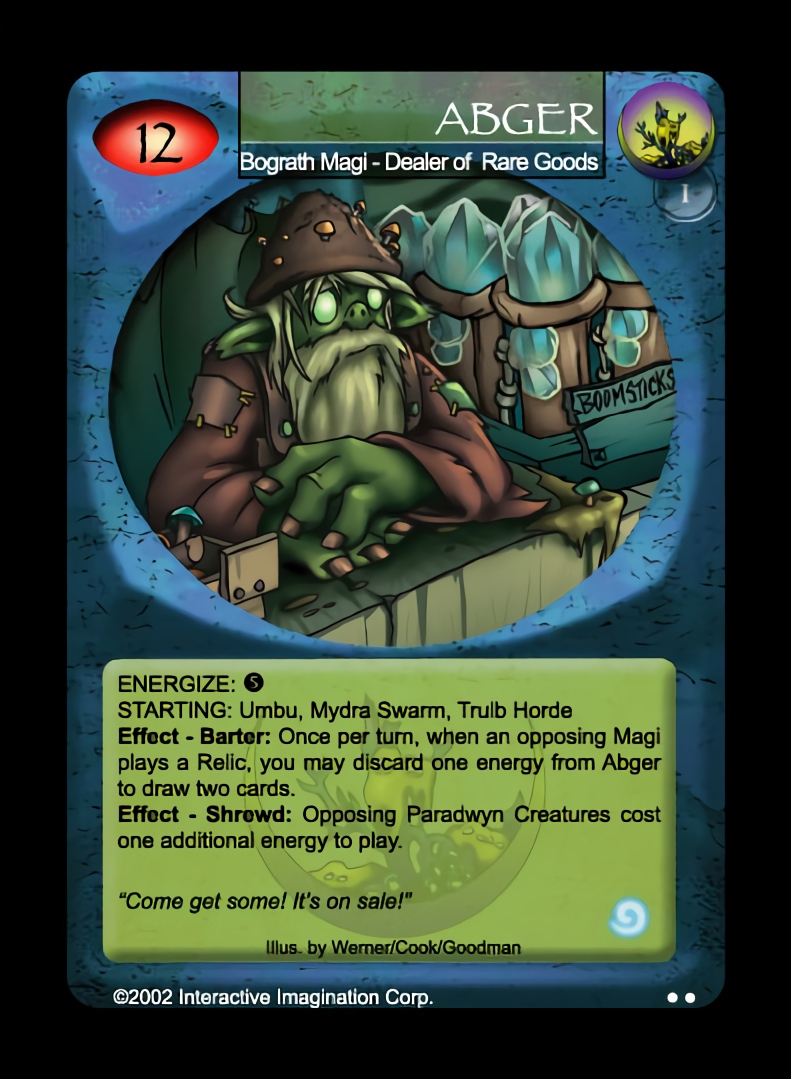 12
ABGER
Bograth Magi - Dealer of Rare Goods
1
BOOMSTICKS
ENERGIZE: 5
STARTING: Umbu, Mydra Swarm, Trulb Horde
Effect - Barter: Once per turn, when an opposing Magi
plays a Relic, you may discard one energy from Abger
to draw two cards.
Effect - Shrewd: Opposing Paradwyn Creatures cost
one additional energy to play.
“Come get some! It's on sale!”
Illus. by Werner/Cook/Goodman
©2002 Interactive Imagination Corp.